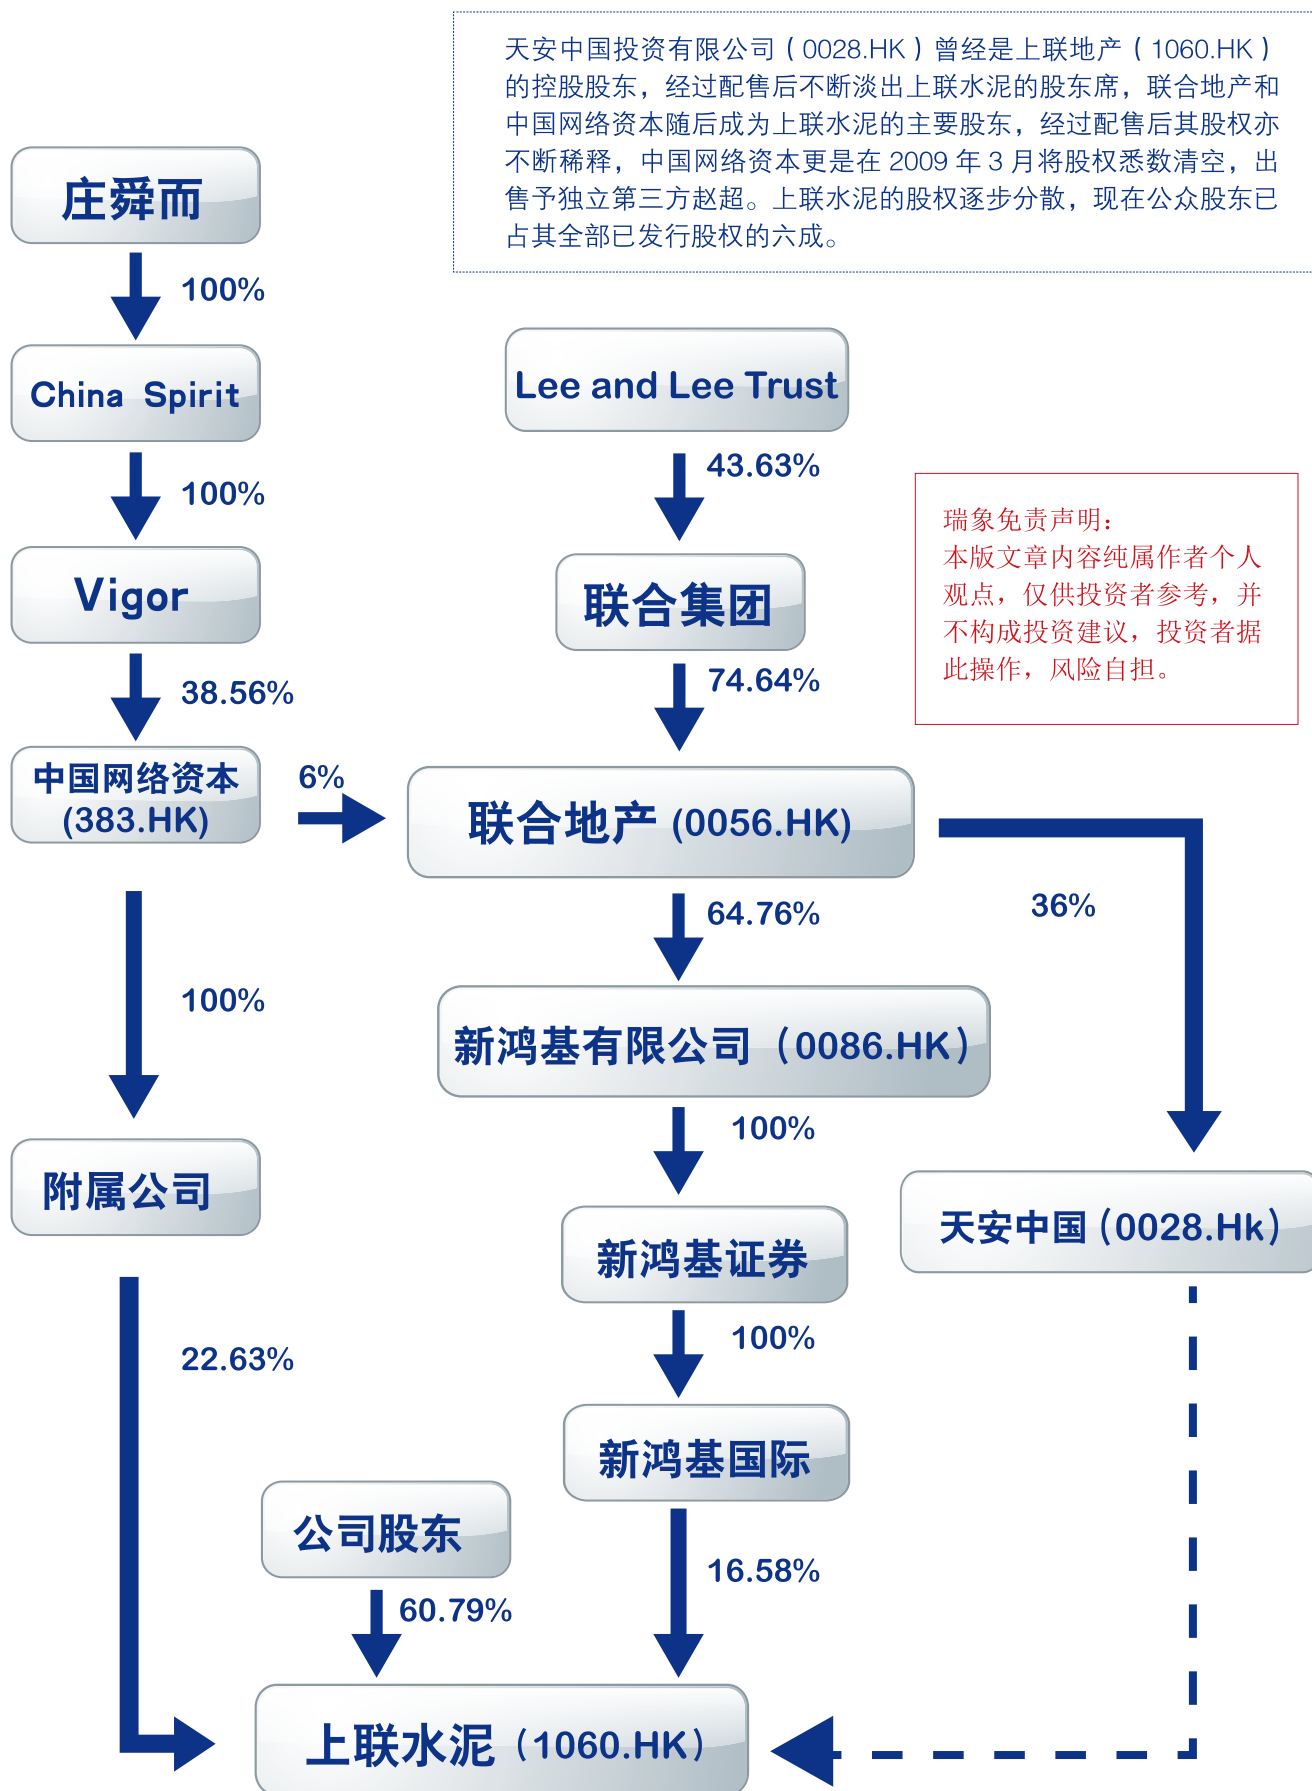 天安中国投资有限公司（0028.HK）曾经是上联地产（1060.HK）
的控股股东，经过配售后不断淡出上联水泥的股东席，联合地产和
中国网络资本随后成为上联水泥的主要股东，经过配售后其股权亦
不断稀释，中国网络资本更是在 2009 年 3 月将股权悉数清空，出
售予独立第三方赵超。上联水泥的股权逐步分散，现在公众股东已
占其全部已发行股权的六成。
庄舜而
100%
China Spirit
Lee and Lee Trust
43.63%
100%
瑞象免责声明：
本版文章内容纯属作者个人
观点，仅供投资者参考，并
不构成投资建议，投资者据
此操作，风险自担。
Vigor
联合集团
38.56%
74.64%
中国网络资本
(383.HK)
6%
联合地产 (0056.HK)
64.76%
36%
100%
新鸿基有限公司（0086.HK）
100%
附属公司
天安中国（0028.Hk）
新鸿基证券
100%
22.63%
新鸿基国际
公司股东
16.58%
60.79%
上联水泥（1060.HK）